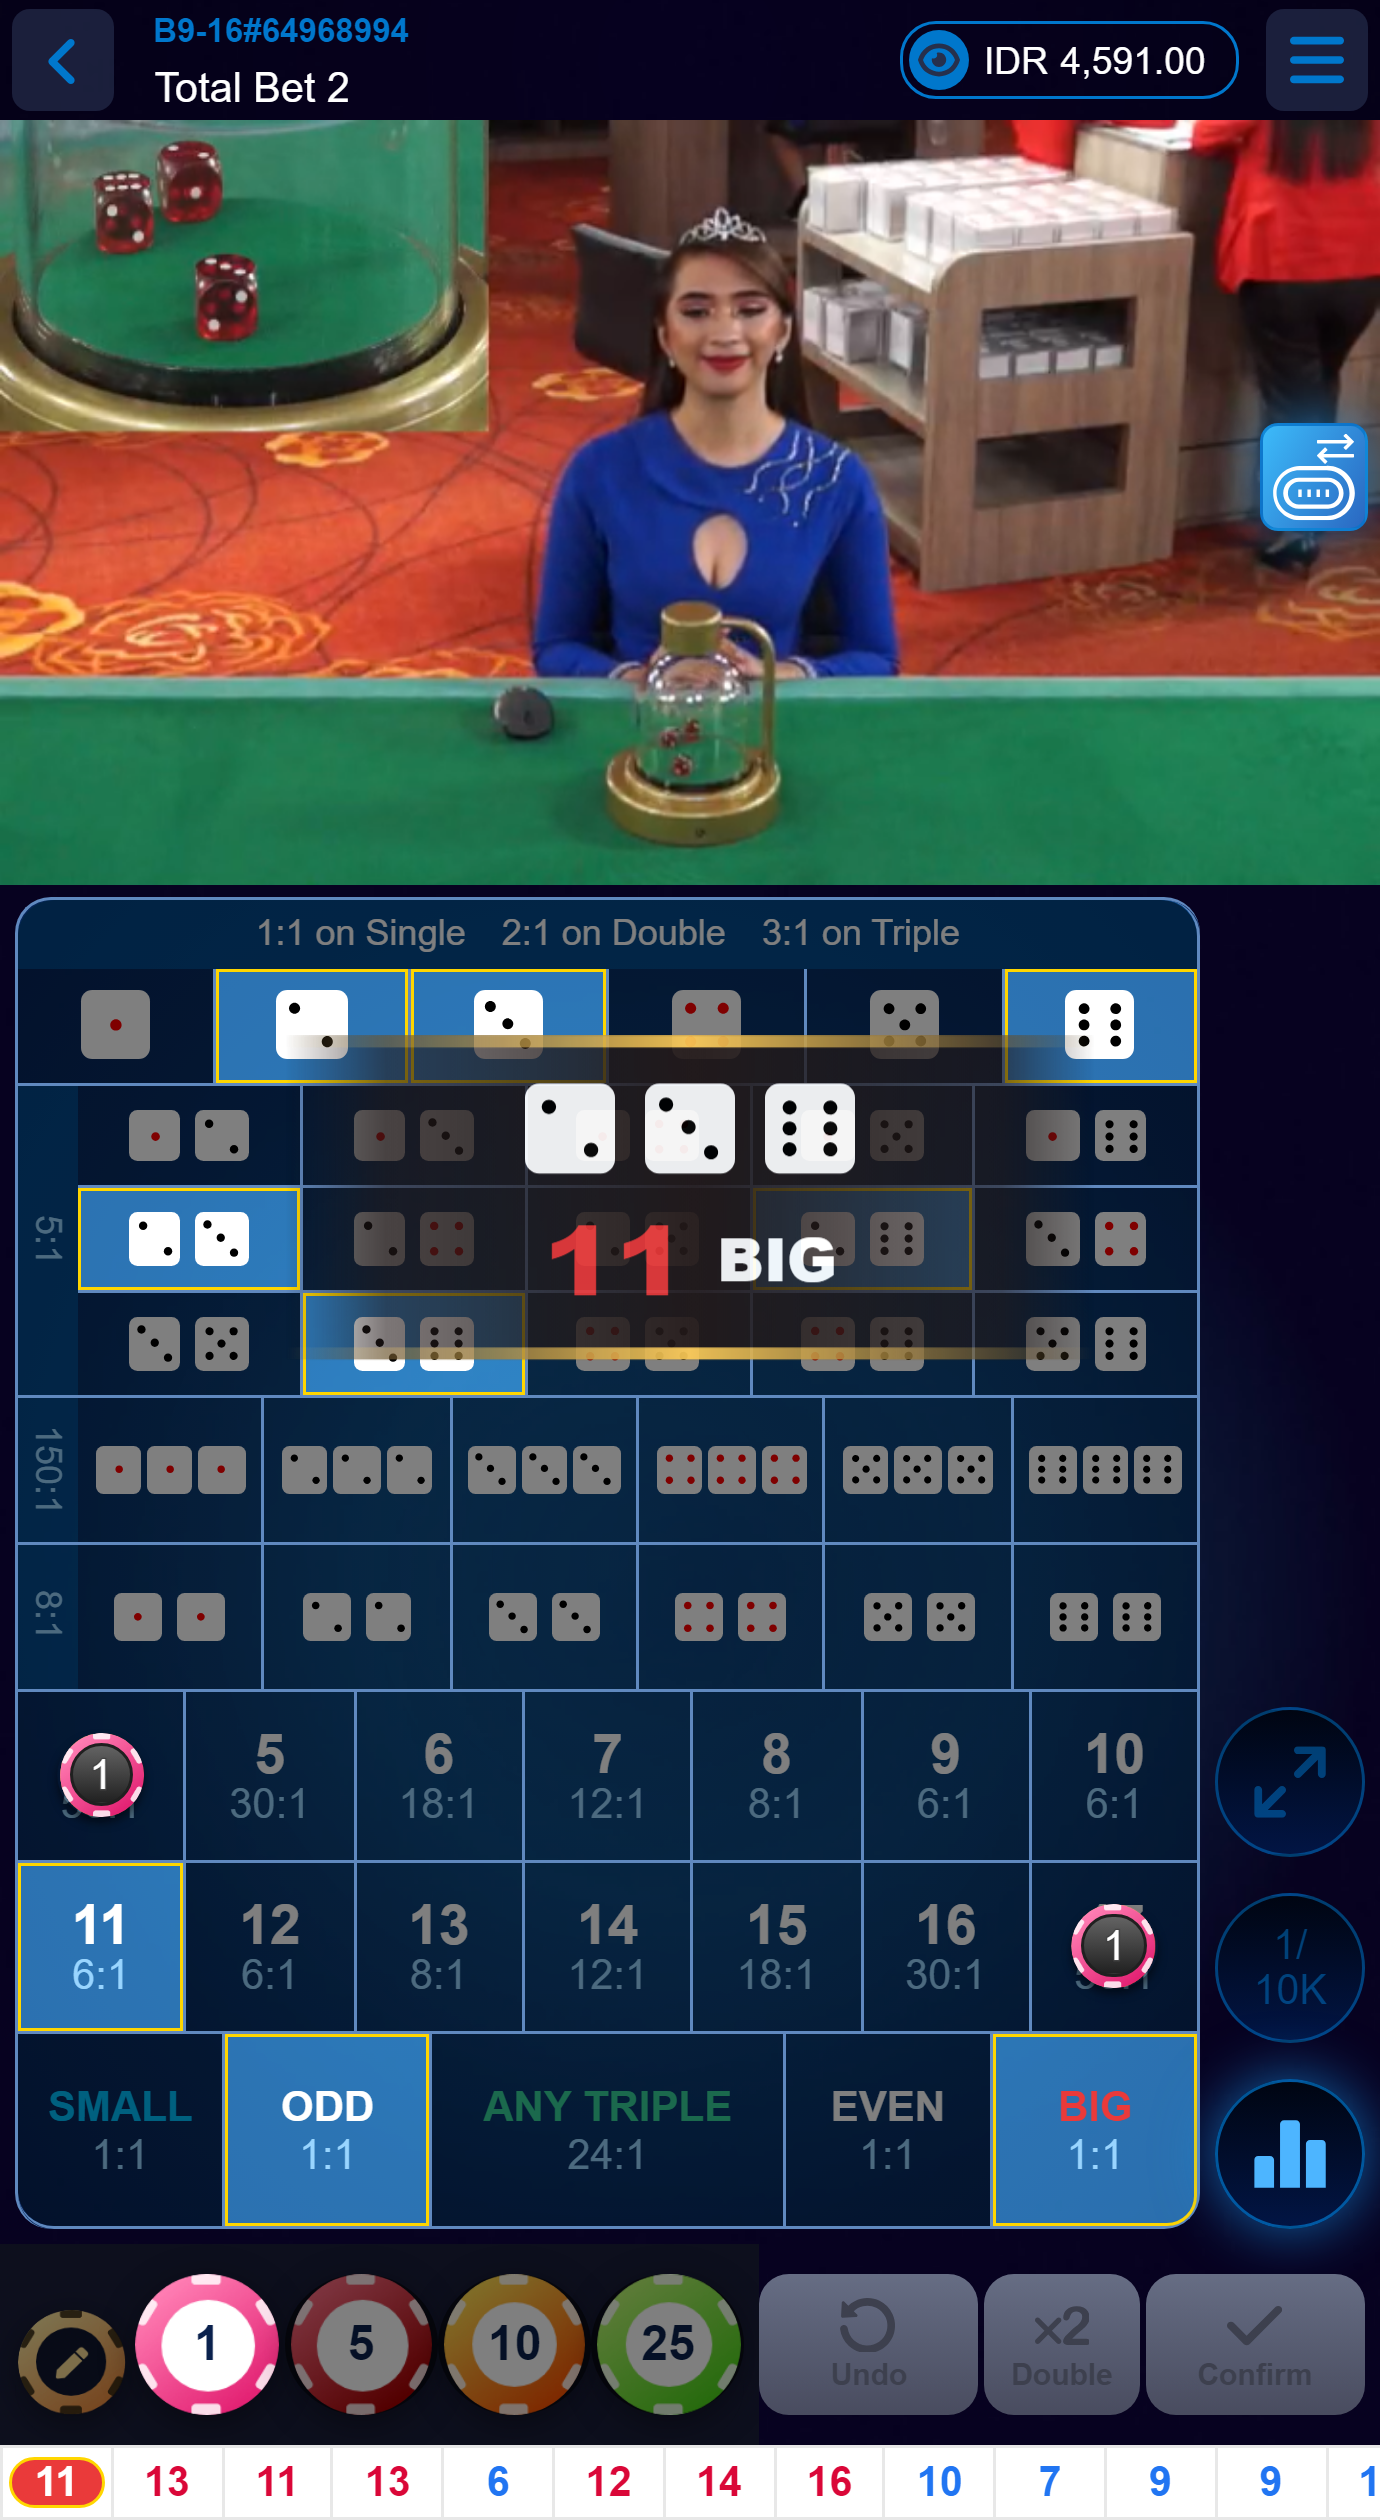 B9-16#64968994
Total Bet 2
IDR 4,591.00
1:1 on Single 2:1 on Double 3:1 on Triple
5:1
11 BIG
150:1
8:1
1
5 6 7 8 9 10
30:1 18:1 12:1 8:1 6:1 6:1
11 12 13 14 15 16 1
6:1 6:1 8:1 12:1 18:1 30:1
1/
10K
SMALL ODD ANY TRIPLE EVEN BIG
1:1 1:1 24:1 1:1 1:1
1 5 10 25
x2
Undo Double Confirm
11 13 11 13 6 12 14 16 10 7 9 9